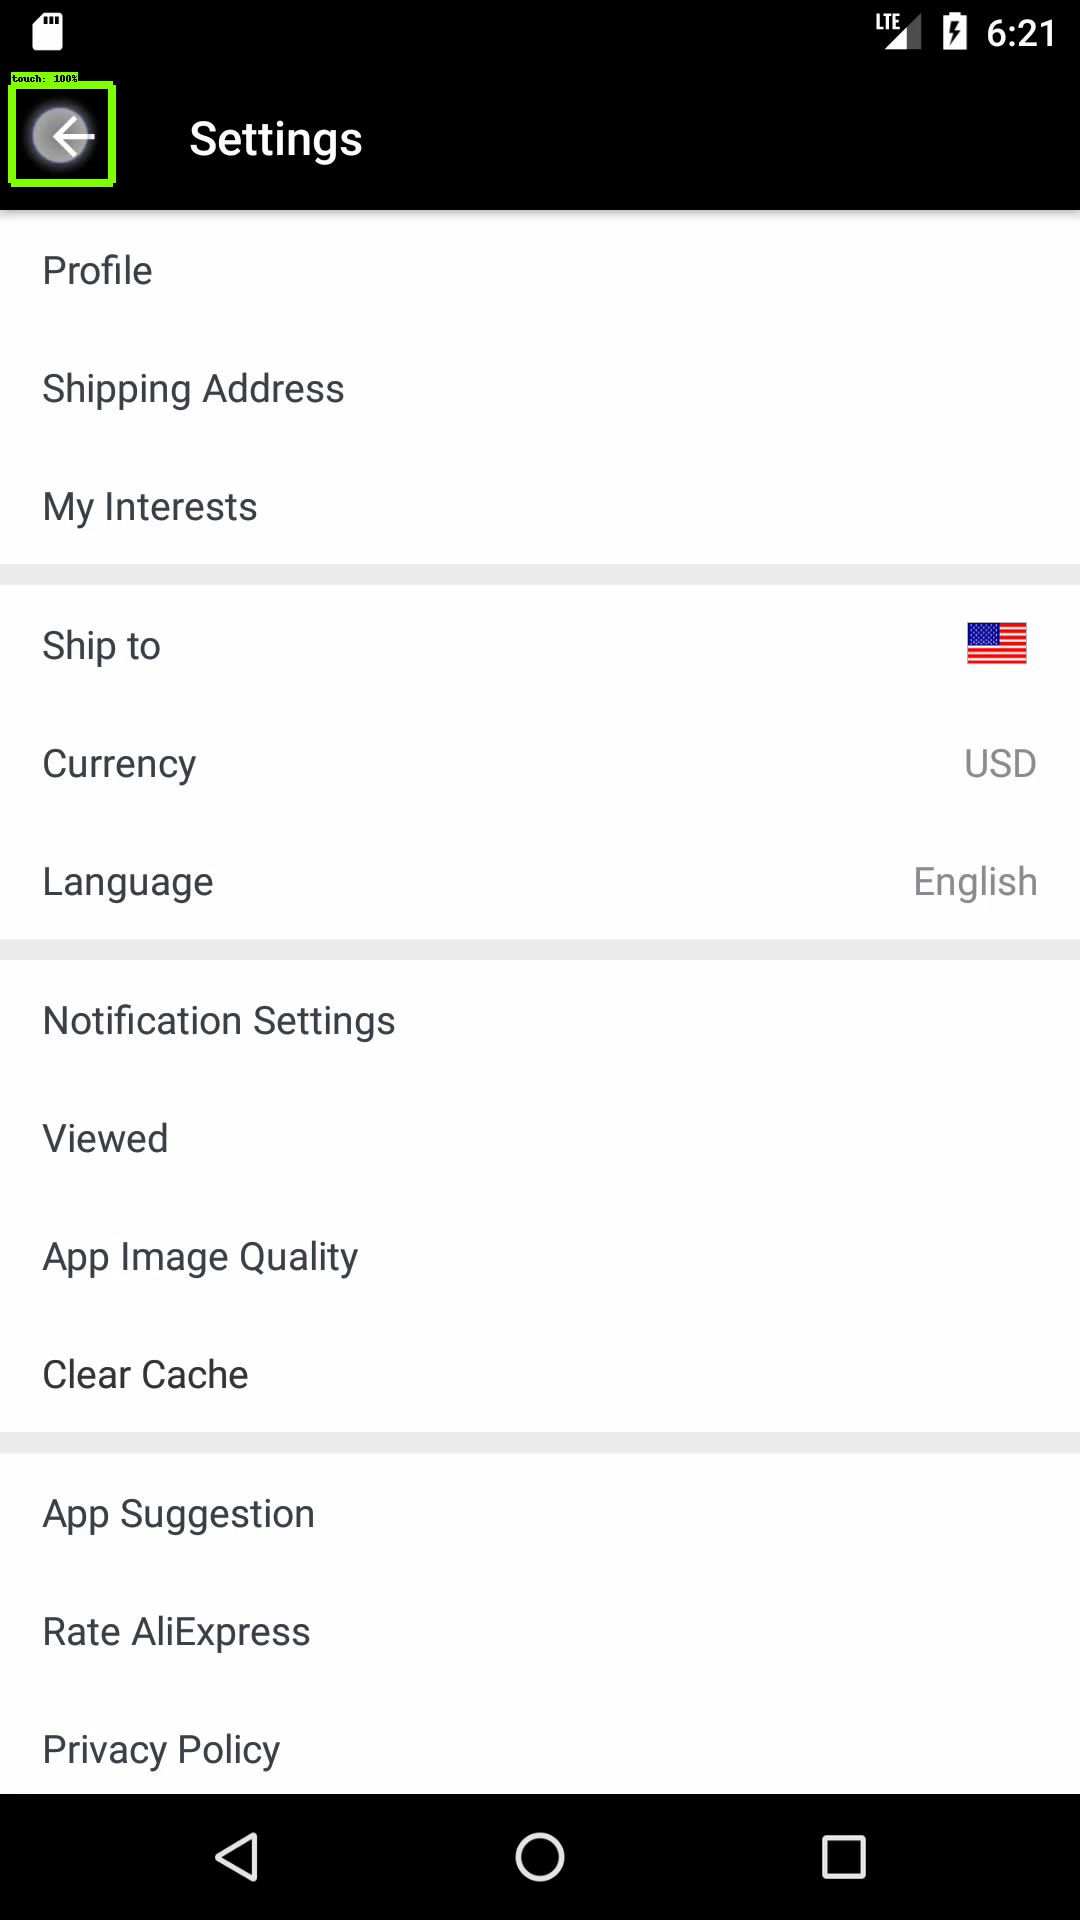 LTE
6:21
touch: 100%
Settings
Profile
Shipping Address
My Interests
Ship to
Currency
USD
Language
English
Notification Settings
Viewed
App Image Quality
Clear Cache
App Suggestion
Rate AliExpress
Privacy Policy